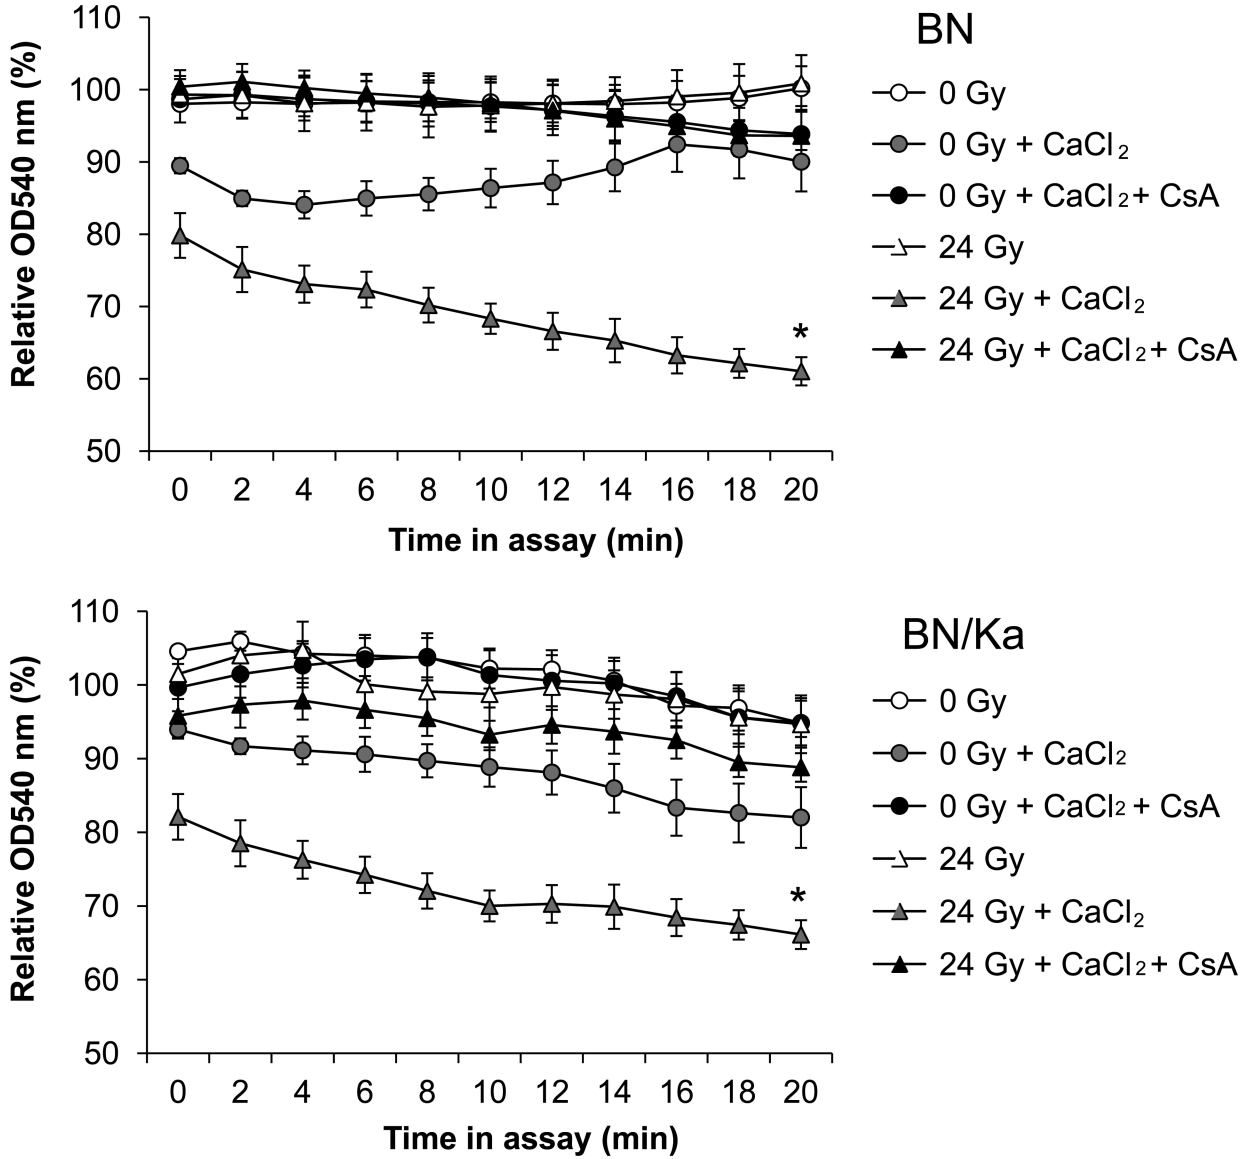 BN
Relative OD540 nm (%)
110
100
90
80
70
60
50
*
0 2 4 6 8 10 12 14 16 18 20
Time in assay (min)
0 Gy
0 Gy + CaCl₂
0 Gy + CaCl₂ + CsA
24 Gy
24 Gy + CaCl₂
24 Gy + CaCl₂ + CsA
BN/Ka
Relative OD540 nm (%)
110
100
90
80
70
60
50
*
0 2 4 6 8 10 12 14 16 18 20
Time in assay (min)
0 Gy
0 Gy + CaCl₂
0 Gy + CaCl₂ + CsA
24 Gy
24 Gy + CaCl₂
24 Gy + CaCl₂ + CsA